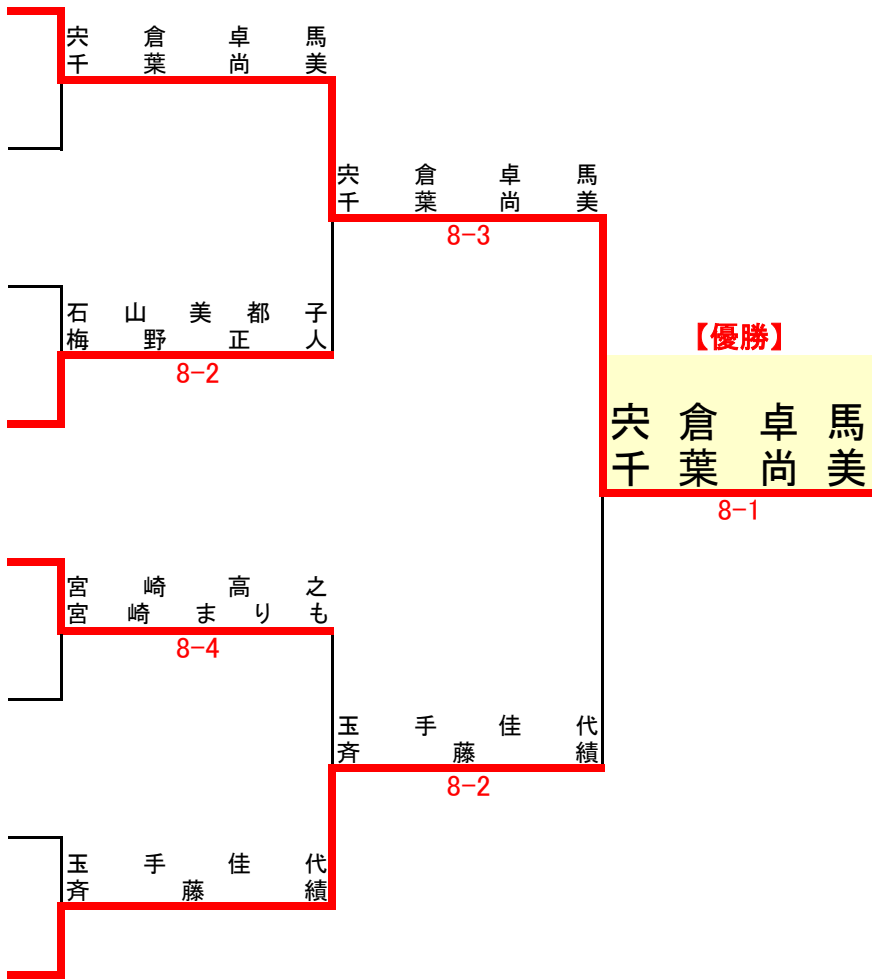 宍倉卓馬
千葉尚美
宍倉卓馬
千葉尚美
8-3
石山美都子
梅野正人
8-2
【優勝】
宍倉卓馬
千葉尚美
8-1
宮崎高之
宮崎まりも
8-4
玉手佳代
斉藤績
8-2
玉手佳代
斉藤績